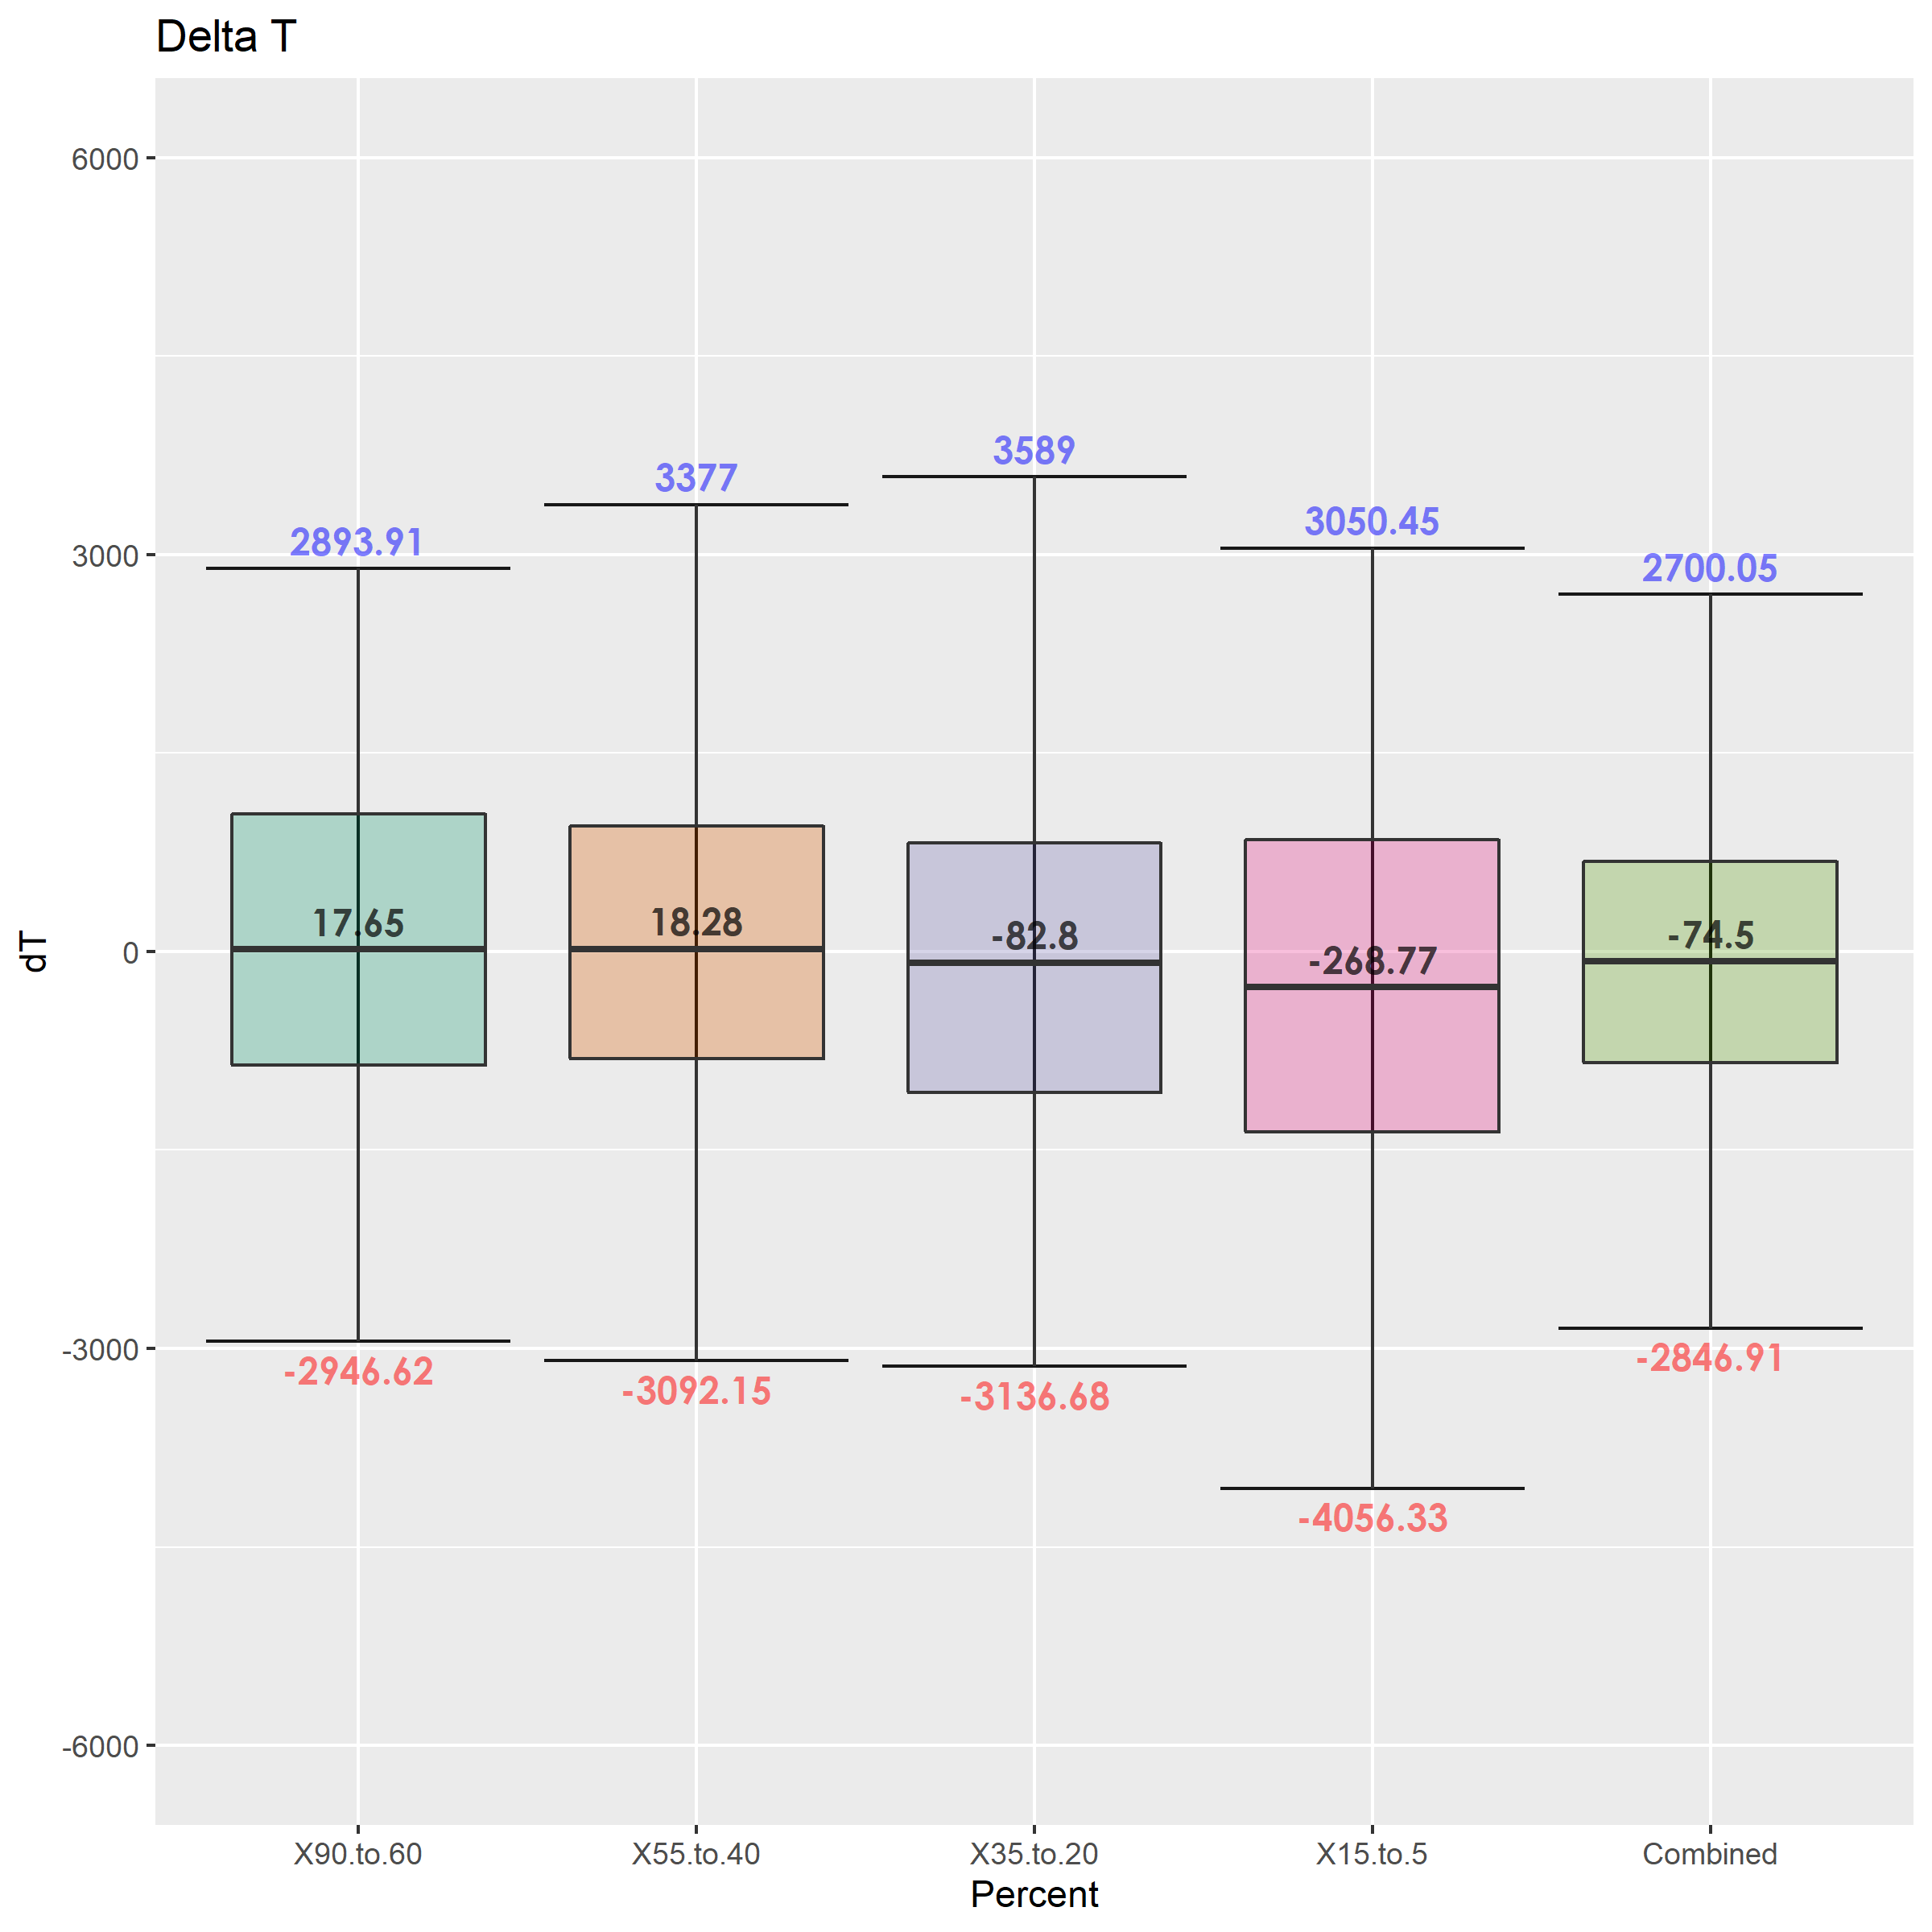 Delta T
6000
3000
0
-3000
-6000
dT
2893.91
3377
3589
3050.45
2700.05
17.65
18.28
-82.8
-268.77
-74.5
-2946.62
-3092.15
-3136.68
-4056.33
-2846.91
X90.to.60
X55.to.40
X35.to.20
X15.to.5
Combined
Percent